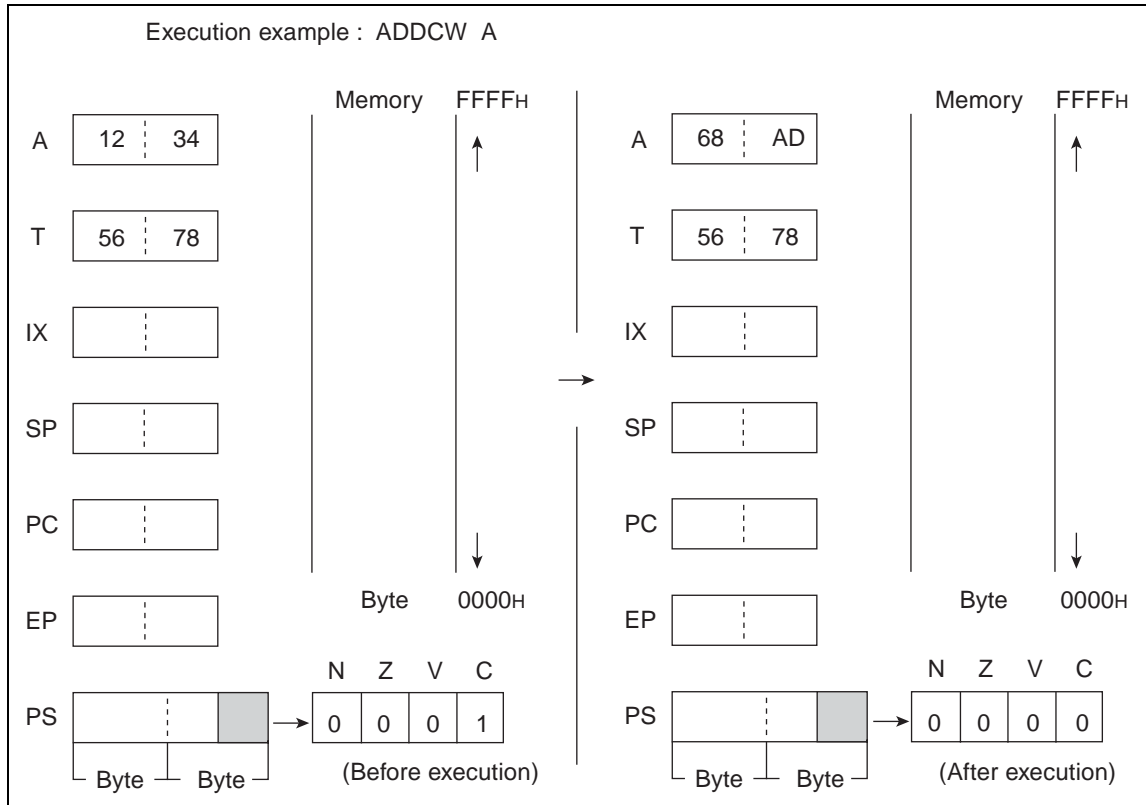 Execution example : ADDCW A
Memory FFFFH
A 12 34
T 56 78
IX
SP
PC
EP
Byte 0000H
N Z V C
PS 0 0 0 1
Byte Byte
(Before execution)
Memory FFFFH
A 68 AD
T 56 78
IX
SP
PC
EP
Byte 0000H
N Z V C
PS 0 0 0 0
Byte Byte
(After execution)